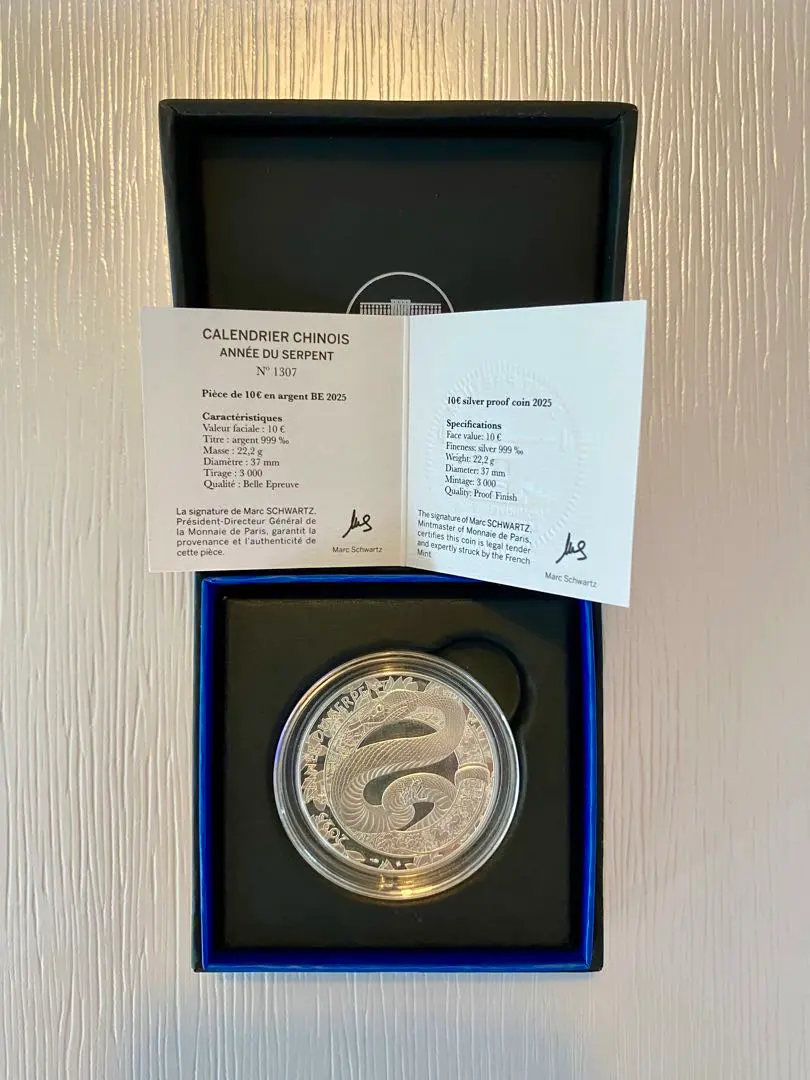 CALENDRIER CHINOIS
ANNÉE DU SERPENT
N° 1307
Pièce de 10 € en argent BE 2025
Caractéristiques
Valeur faciale : 10 €
Titre : argent 999 ‰
Masse : 22,2 g
Diamètre : 37 mm
Tirage : 3 000
Qualité : Belle Epreuve
La signature de Marc SCHWARTZ,
Président-Directeur Général de
la Monnaie de Paris, garantit la
provenance et l'authenticité de
cette pièce.
Marc Schwartz
10€ silver proof coin 2025
Specifications
Face value: 10 €
Fineness: silver 999 ‰
Weight: 22,2 g
Diameter: 37 mm
Mintage: 3 000
Quality: Proof Finish
The signature of Marc SCHWARTZ,
Mintmaster of Monnaie de Paris,
certifies this coin is legal tender
and expertly struck by the French
Mint
Marc Schwartz
2025 ANNÉE DU SERPENT